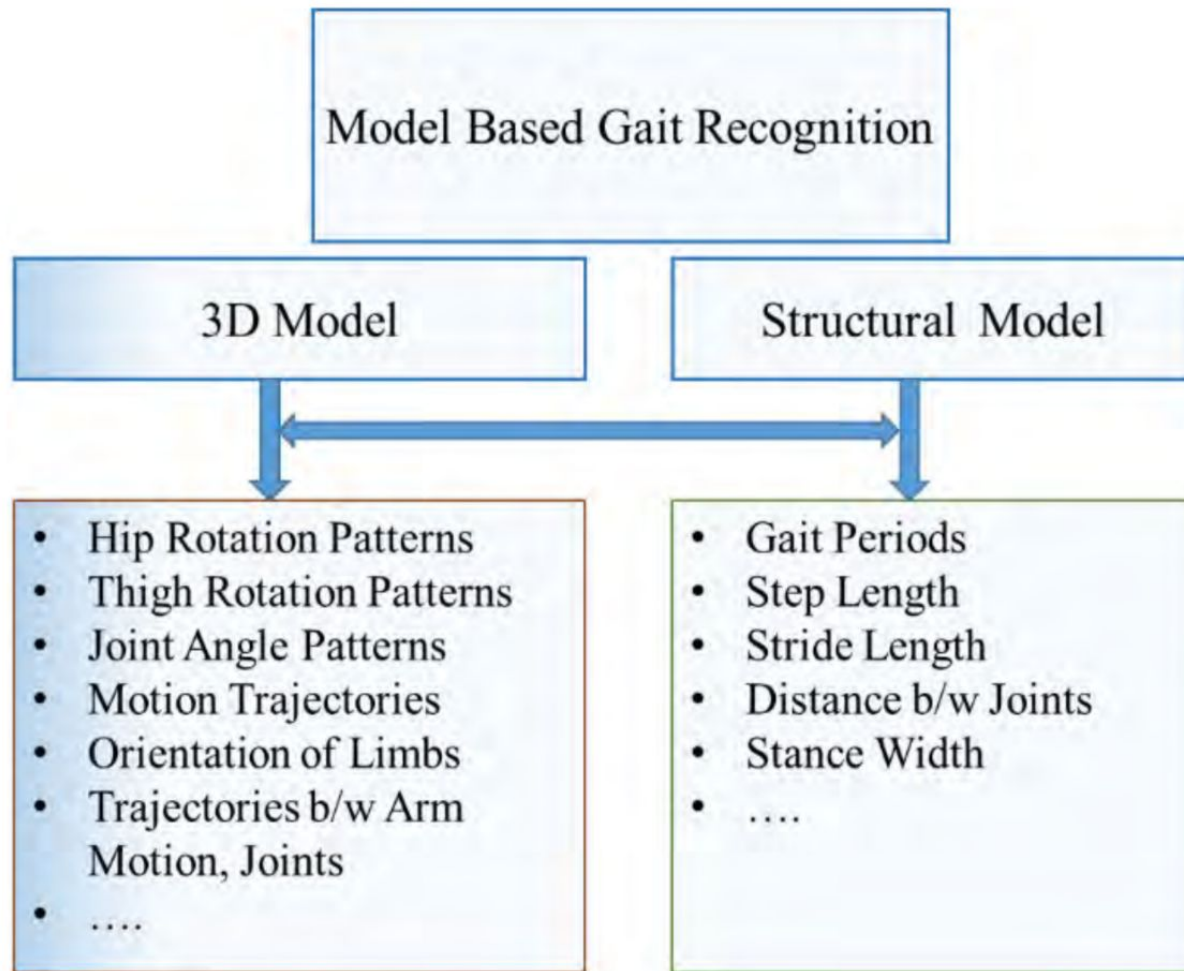 Model Based Gait Recognition
3D Model
Structural Model
• Hip Rotation Patterns
• Thigh Rotation Patterns
• Joint Angle Patterns
• Motion Trajectories
• Orientation of Limbs
• Trajectories b/w Arm
Motion, Joints
• ....
• Gait Periods
• Step Length
• Stride Length
• Distance b/w Joints
• Stance Width
• ....